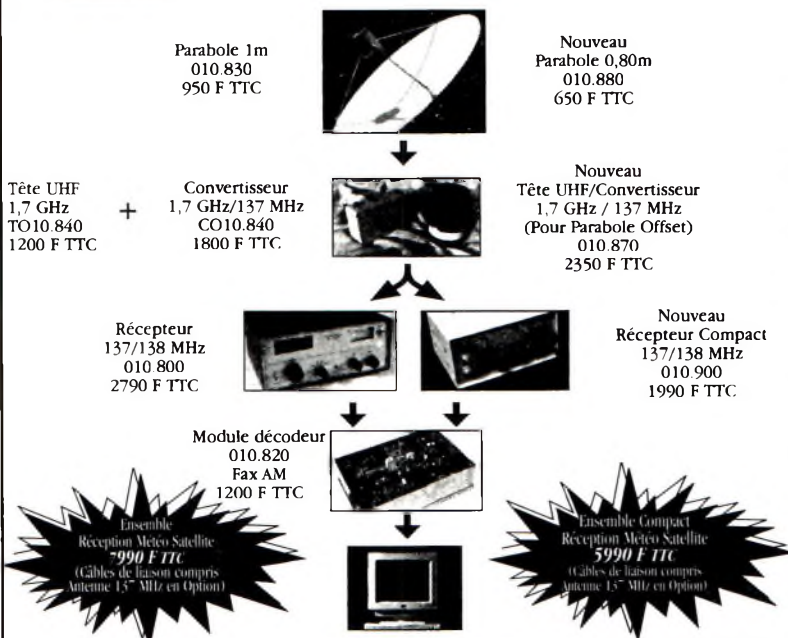 Parabole 1m
010.830
950 F TTC
Nouveau
Parabole 0,80m
010.880
650 F TTC
Tête UHF
1,7 GHz
TO10.840
1200 F TTC
+
Convertisseur
1,7 GHz/137 MHz
CO10.840
1800 F TTC
Nouveau
Tête UHF/Convertisseur
1,7 GHz / 137 MHz
(Pour Parabole Offset)
010.870
2350 F TTC
Récepteur
137/138 MHz
010.800
2790 F TTC
Nouveau
Récepteur Compact
137/138 MHz
010.900
1990 F TTC
Module décodeur
010.820
Fax AM
1200 F TTC
Ensemble
Réception Météo Satellite
7990 F TTC
(Câbles de liaison compris
Antenne 137 MHz en Option)
Ensemble Compact
Réception Météo Satellite
5990 F TTC
(Câbles de liaison compris
Antenne 137 MHz en Option)